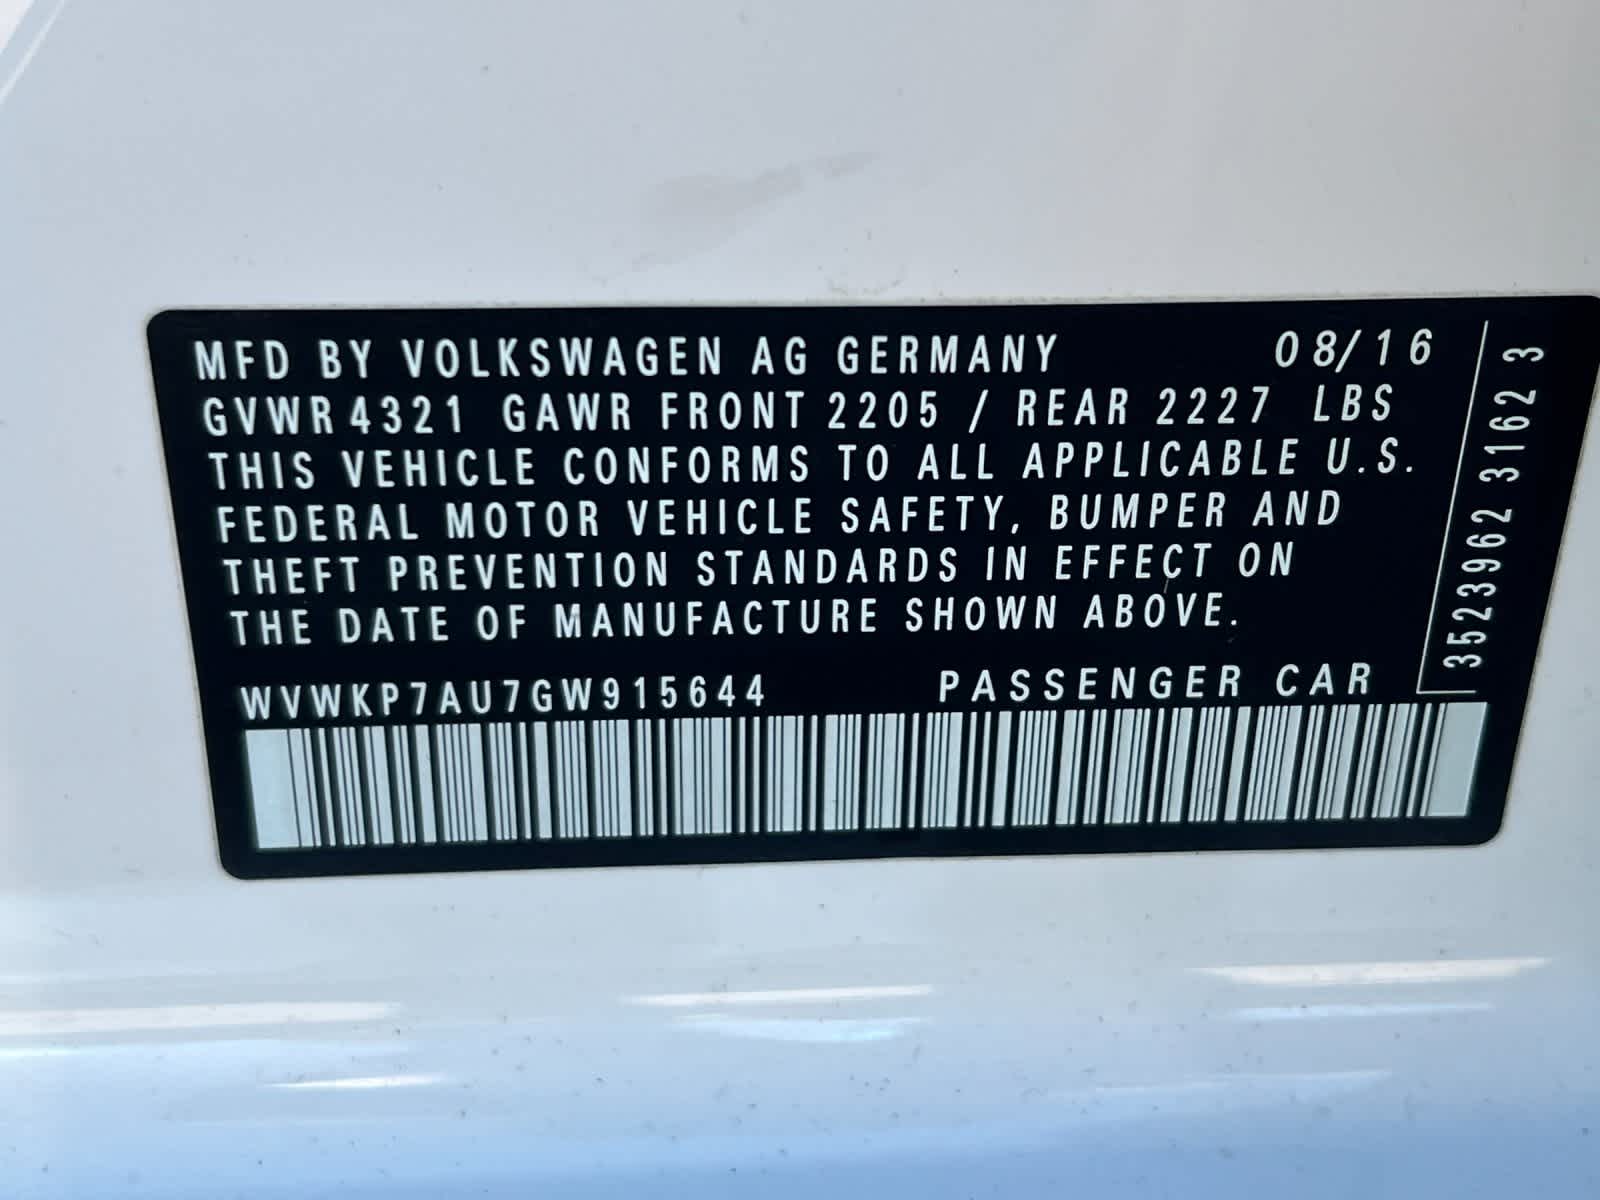 MFD BY VOLKSWAGEN AG GERMANY 08/16
GVWR 4321 GAWR FRONT 2205 / REAR 2227 LBS
THIS VEHICLE CONFORMS TO ALL APPLICABLE U.S.
FEDERAL MOTOR VEHICLE SAFETY, BUMPER AND
THEFT PREVENTION STANDARDS IN EFFECT ON
THE DATE OF MANUFACTURE SHOWN ABOVE.
WVWKP7AU7GW915644 PASSENGER CAR
3523962 3162 3